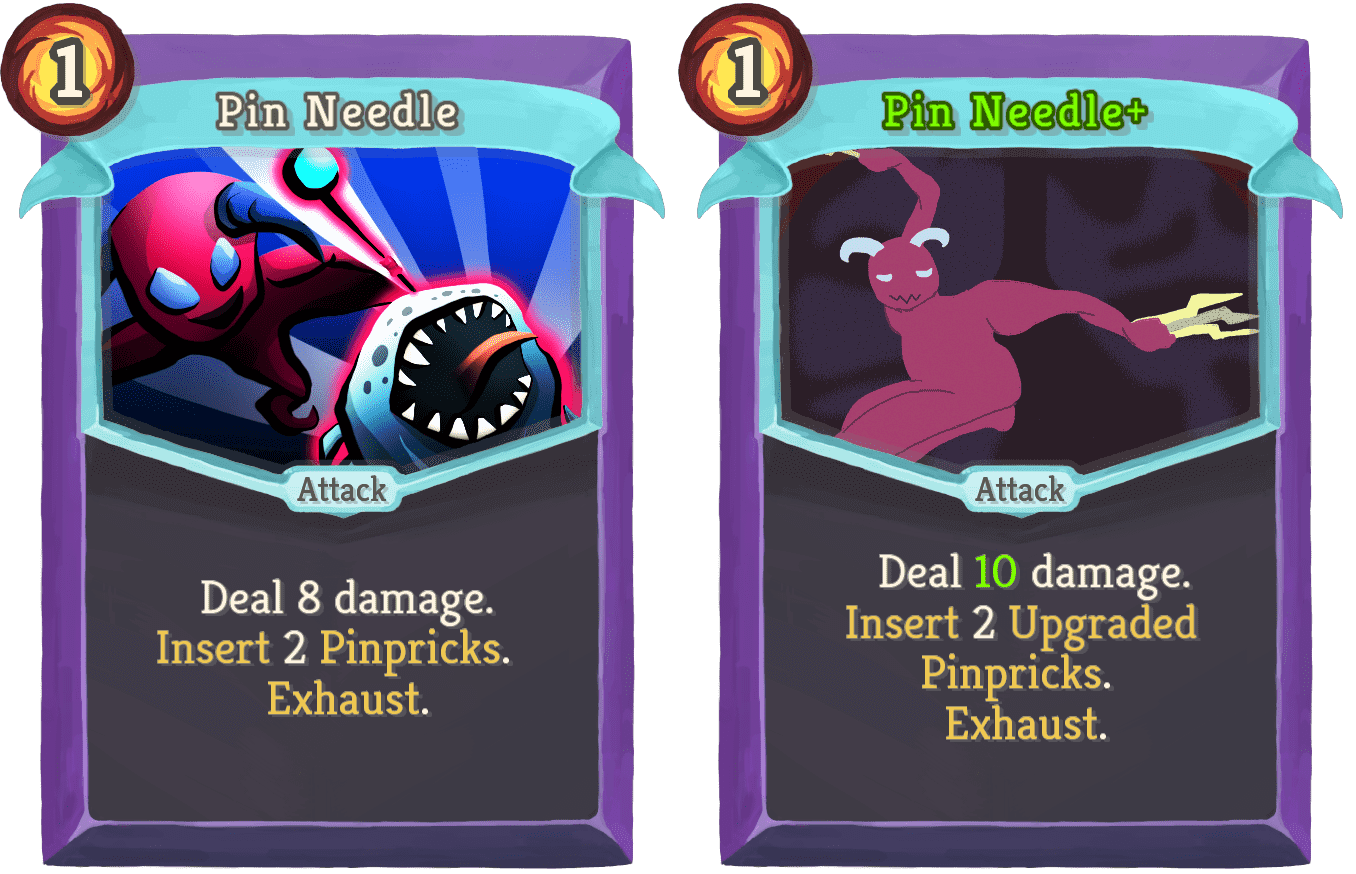 1
Pin Needle
Attack
Deal 8 damage.
Insert 2 Pinpricks.
Exhaust.
1
Pin Needle+
Attack
Deal 10 damage.
Insert 2 Upgraded
Pinpricks.
Exhaust.